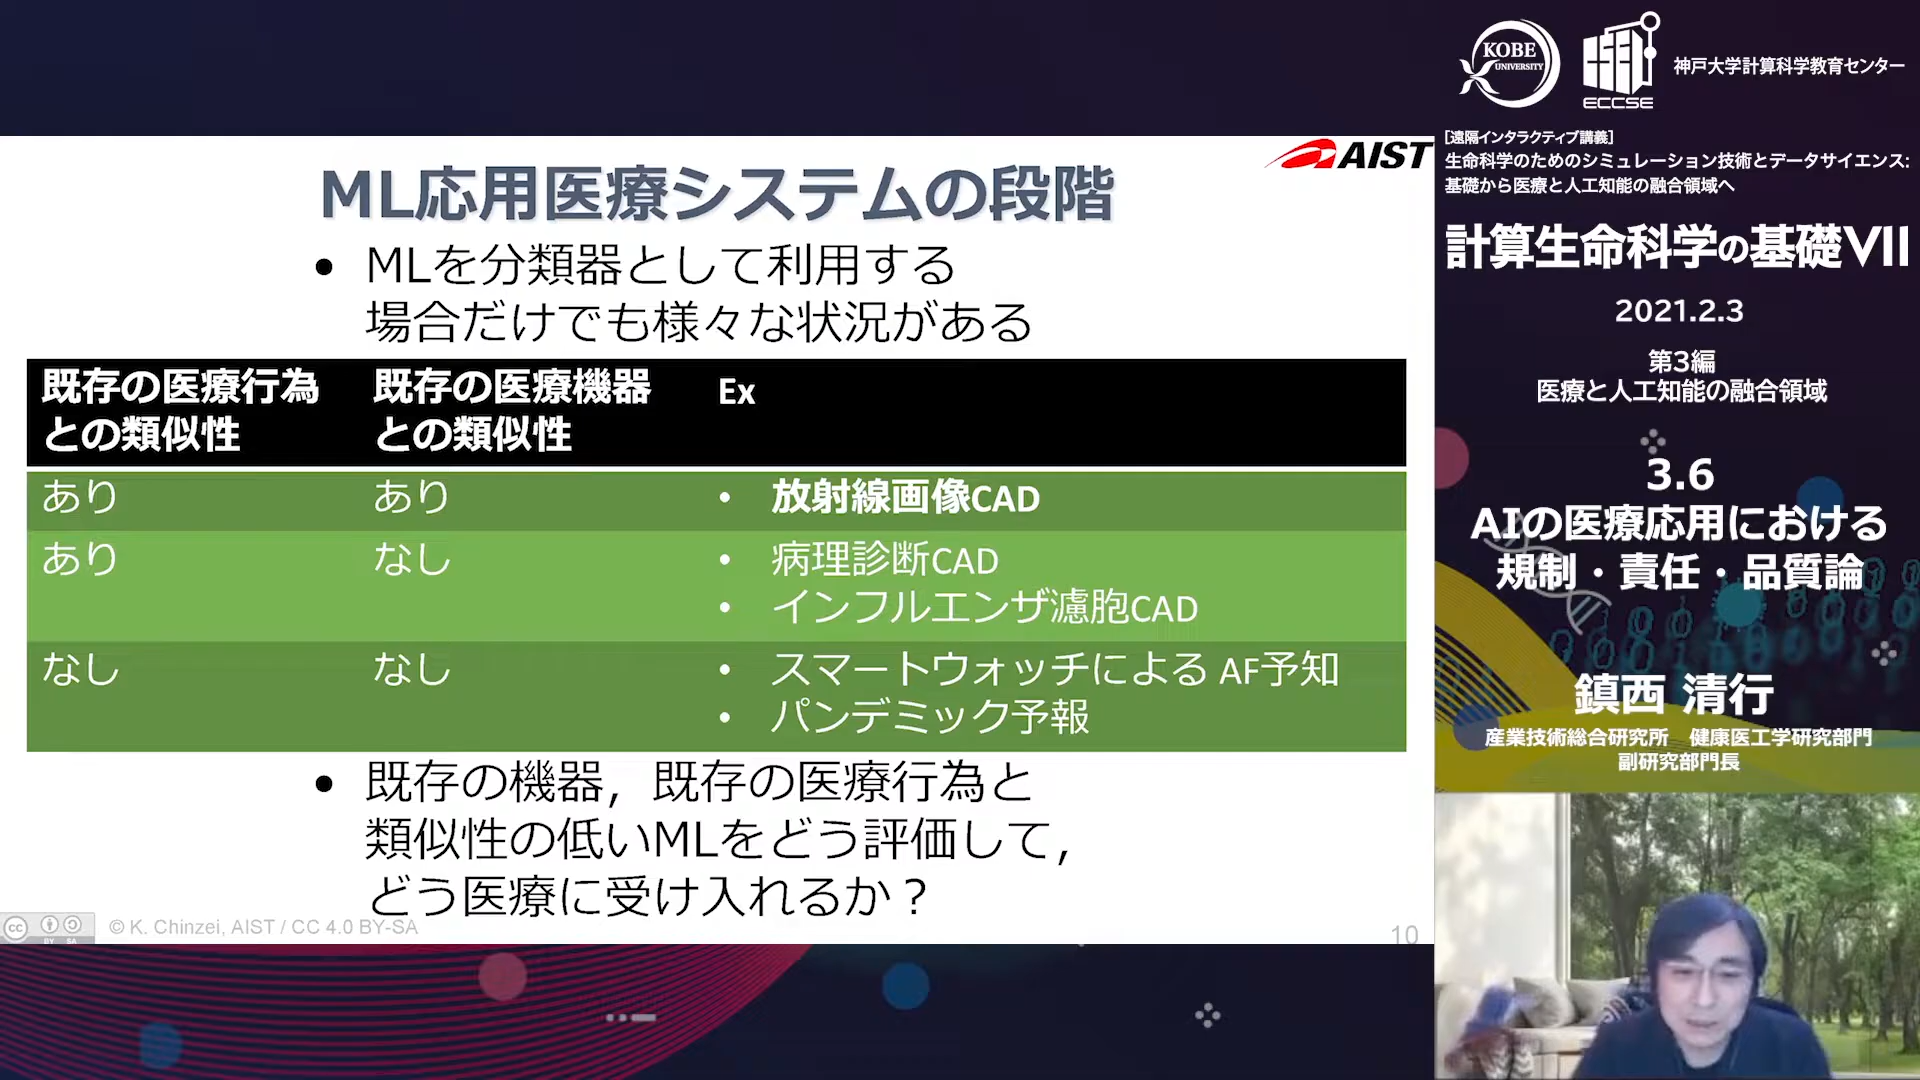 AIST
ML応用医療システムの段階
• MLを分類器として利用する
場合だけでも様々な状況がある
既存の医療行為
との類似性
既存の医療機器
との類似性
Ex
あり
あり
• 放射線画像CAD
あり
なし
• 病理診断CAD
• インフルエンザ濾胞CAD
なし
なし
• スマートウォッチによる AF予知
• パンデミック予報
• 既存の機器，既存の医療行為と
類似性の低いMLをどう評価して，
どう医療に受け入れるか？
cc
BY SA
© K. Chinzei, AIST / CC 4.0 BY-SA
10
KOBE
UNIVERSITY
ECCSE
神戸大学計算科学教育センター
[遠隔インタラクティブ講義]
生命科学のためのシミュレーション技術とデータサイエンス:
基礎から医療と人工知能の融合領域へ
計算生命科学の基礎VII
2021.2.3
第3編
医療と人工知能の融合領域
3.6
AIの医療応用における
規制・責任・品質論
鎮西 清行
産業技術総合研究所 健康医工学研究部門
副研究部門長